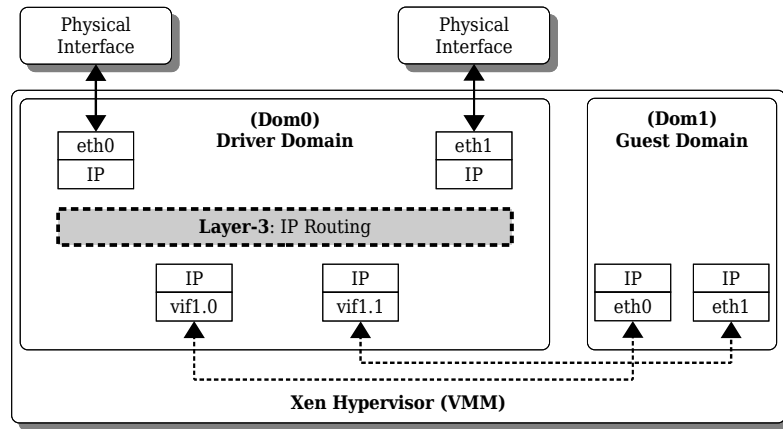 Physical
Interface
Physical
Interface
(Dom0)
Driver Domain
(Dom1)
Guest Domain
eth0
IP
eth1
IP
Layer-3: IP Routing
IP
vif1.0
IP
vif1.1
IP
eth0
IP
eth1
Xen Hypervisor (VMM)